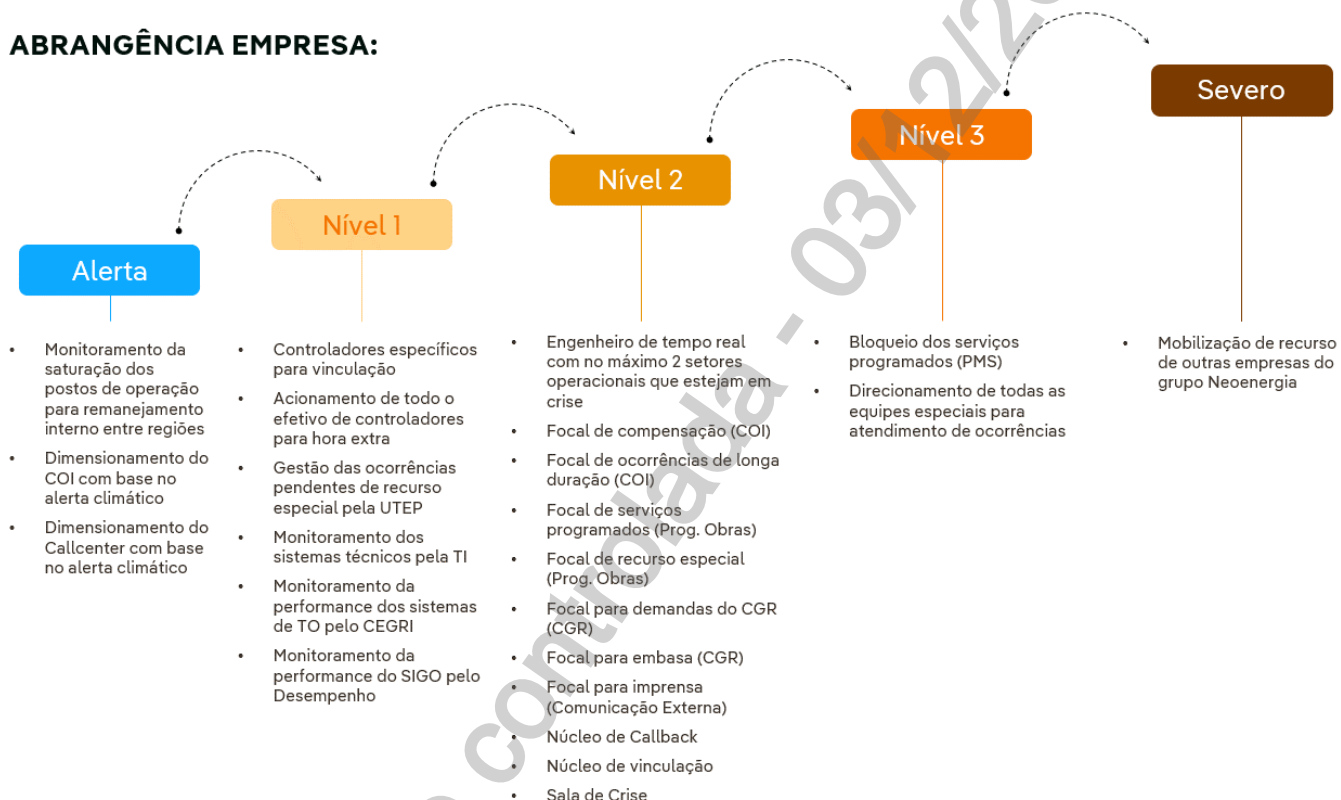 ABRANGÊNCIA EMPRESA:
Alerta
Monitoramento da
saturação dos
postos de operação
para remanejamento
interno entre regiões
Dimensionamento do
COI com base no
alerta climático
Dimensionamento do
Callcenter com base
no alerta climático
Nível 1
Controladores específicos
para vinculação
Acionamento de todo o
efetivo de controladores
para hora extra
Gestão das ocorrências
pendentes de recurso
especial pela UTEP
Monitoramento dos
sistemas técnicos pela TI
Monitoramento da
performance dos sistemas
de TO pelo CEGRI
Monitoramento da
performance do SIGO pelo
Desempenho
Nível 2
Engenheiro de tempo real
com no máximo 2 setores
operacionais que estejam em
crise
Focal de compensação (COI)
Focal de ocorrências de longa
duração (COI)
Focal de serviços
programados (Prog. Obras)
Focal de recurso especial
(Prog. Obras)
Focal para demandas do CGR
(CGR)
Focal para embasa (CGR)
Focal para imprensa
(Comunicação Externa)
Núcleo de Callback
Núcleo de vinculação
Sala de Crise
Nível 3
Bloqueio dos serviços
programados (PMS)
Direcionamento de todas as
equipes especiais para
atendimento de ocorrências
Severo
Mobilização de recurso
de outras empresas do
grupo Neoenergia
controlada - 03/12/2